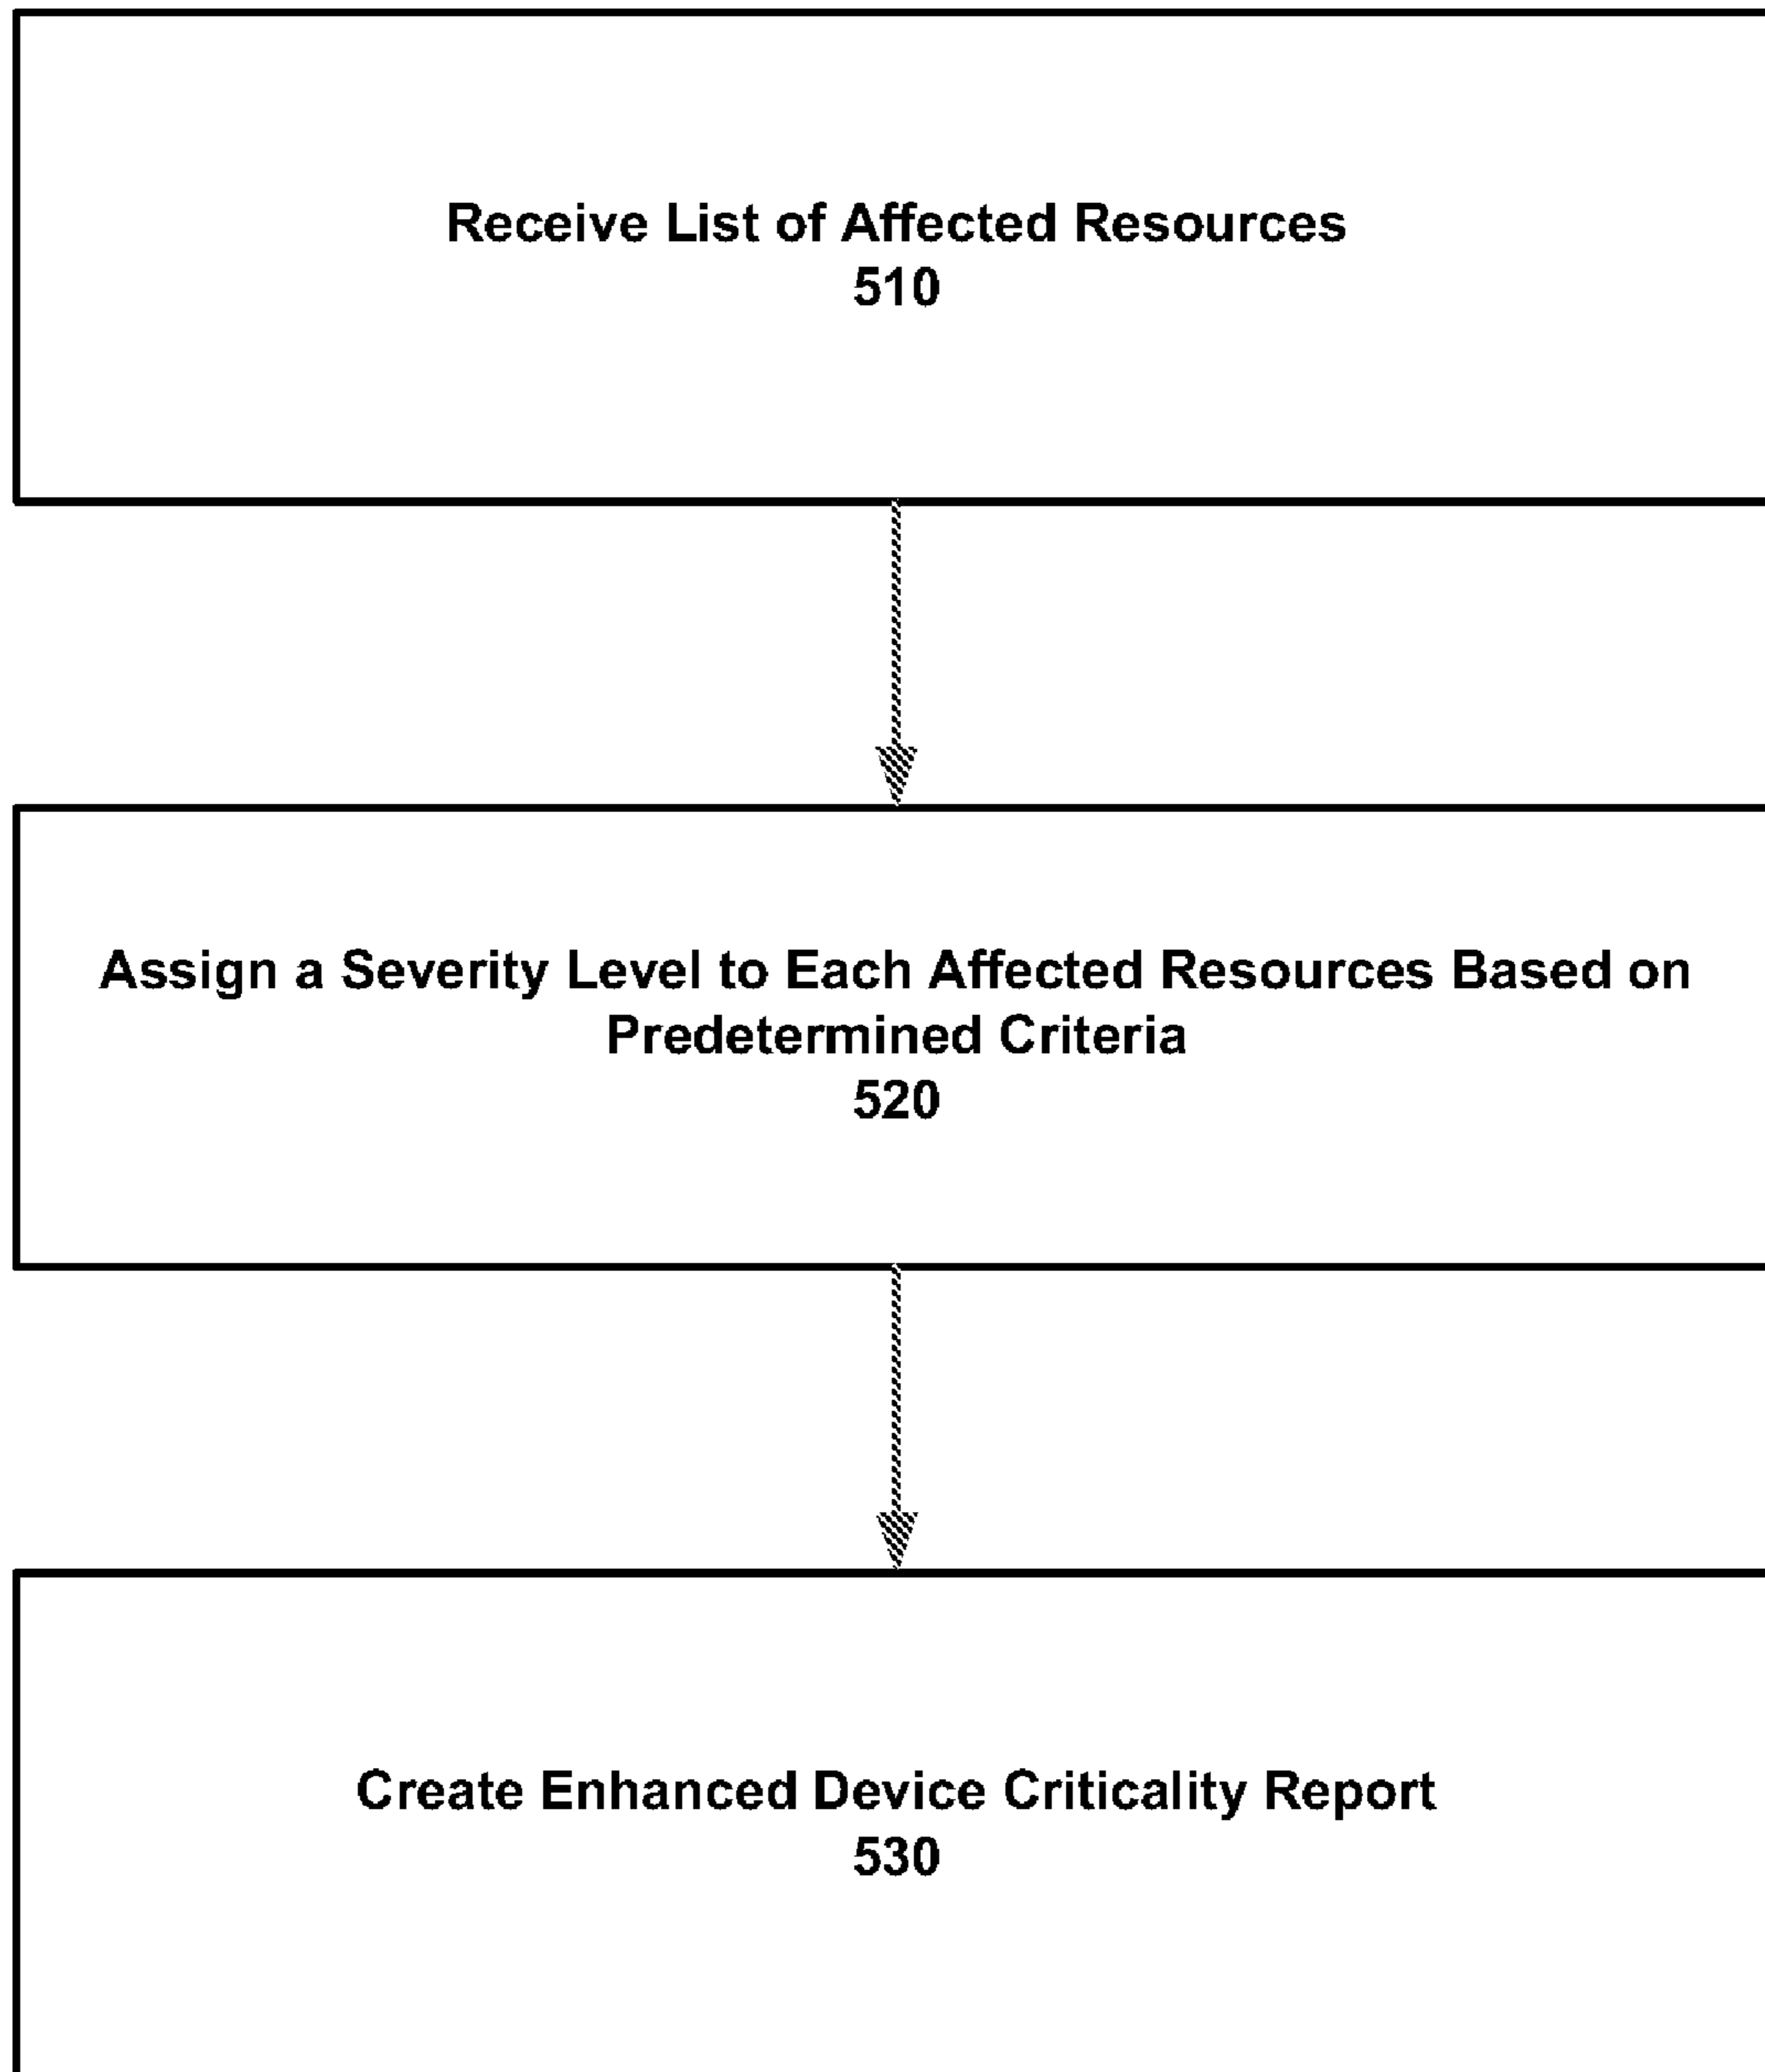 Receive List of Affected Resources
510
Assign a Severity Level to Each Affected Resources Based on
Predetermined Criteria
520
Create Enhanced Device Criticality Report
530